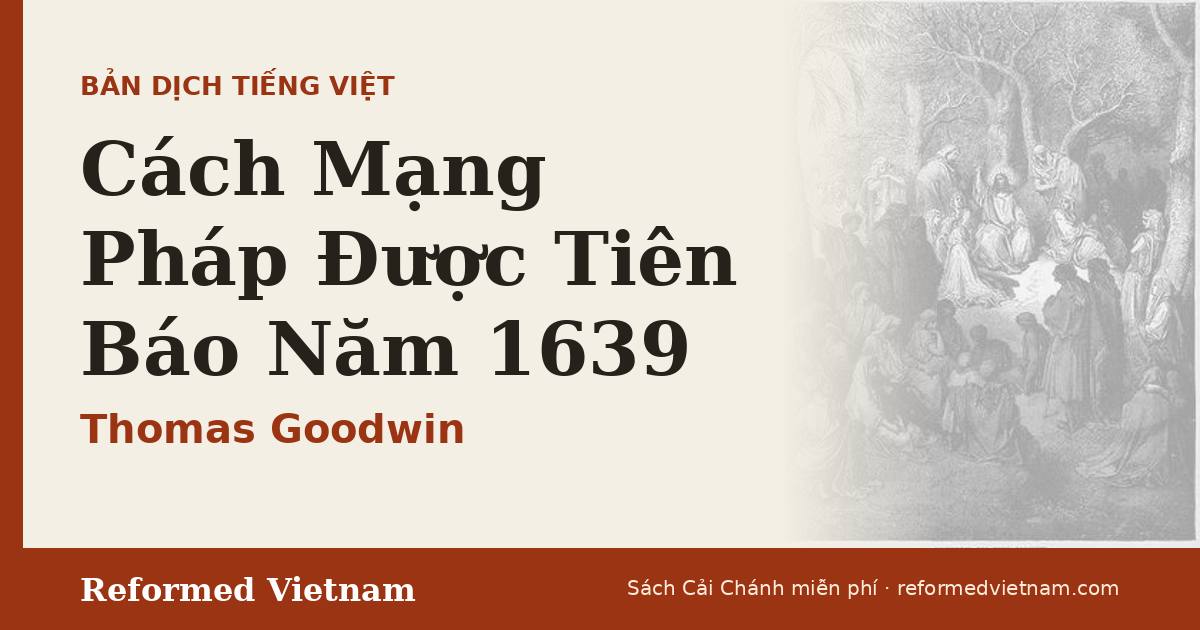 BẢN DỊCH TIẾNG VIỆT
Cách Mạng
Pháp Được Tiên
Báo Năm 1639
Thomas Goodwin
Reformed Vietnam
Sách Cải Chánh miễn phí · reformedvietnam.com